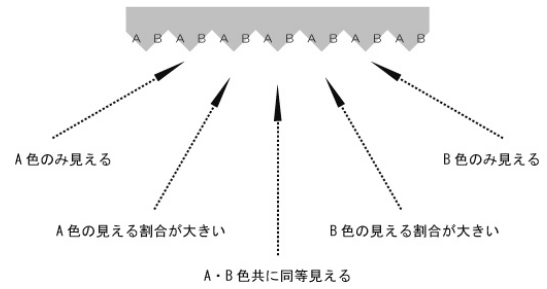 A B A B A B A B A B A B A B
A色のみ見える
B色のみ見える
A色の見える割合が大きい
B色の見える割合が大きい
A・B色共に同等見える